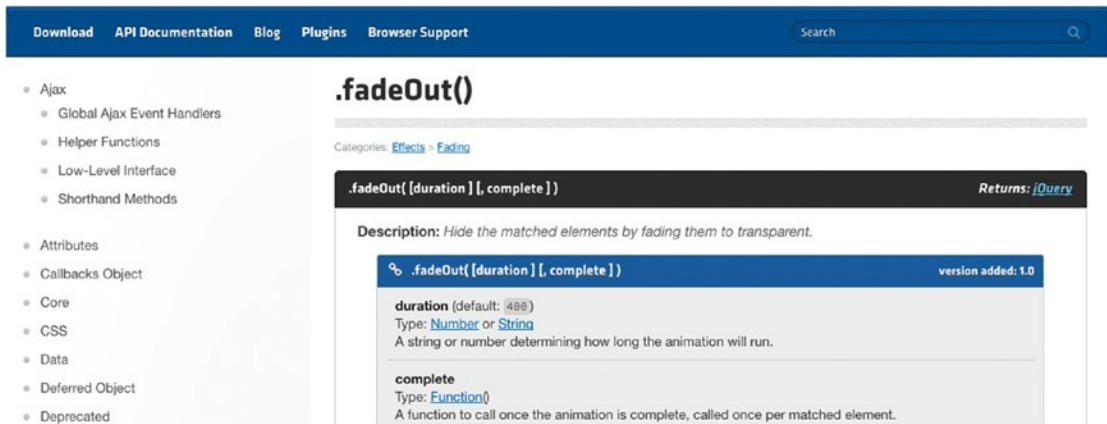 Download API Documentation Blog Plugins Browser Support Search
Ajax
Global Ajax Event Handlers
Helper Functions
Low-Level Interface
Shorthand Methods
Attributes
Callbacks Object
Core
CSS
Data
Deferred Object
Deprecated
.fadeOut()
Categories: Effects > Fading
.fadeOut( [duration ] [, complete ] ) Returns: jQuery
Description: Hide the matched elements by fading them to transparent.
.fadeOut( [duration ] [, complete ] ) version added: 1.0
duration (default: 400)
Type: Number or String
A string or number determining how long the animation will run.
complete
Type: Function()
A function to call once the animation is complete, called once per matched element.